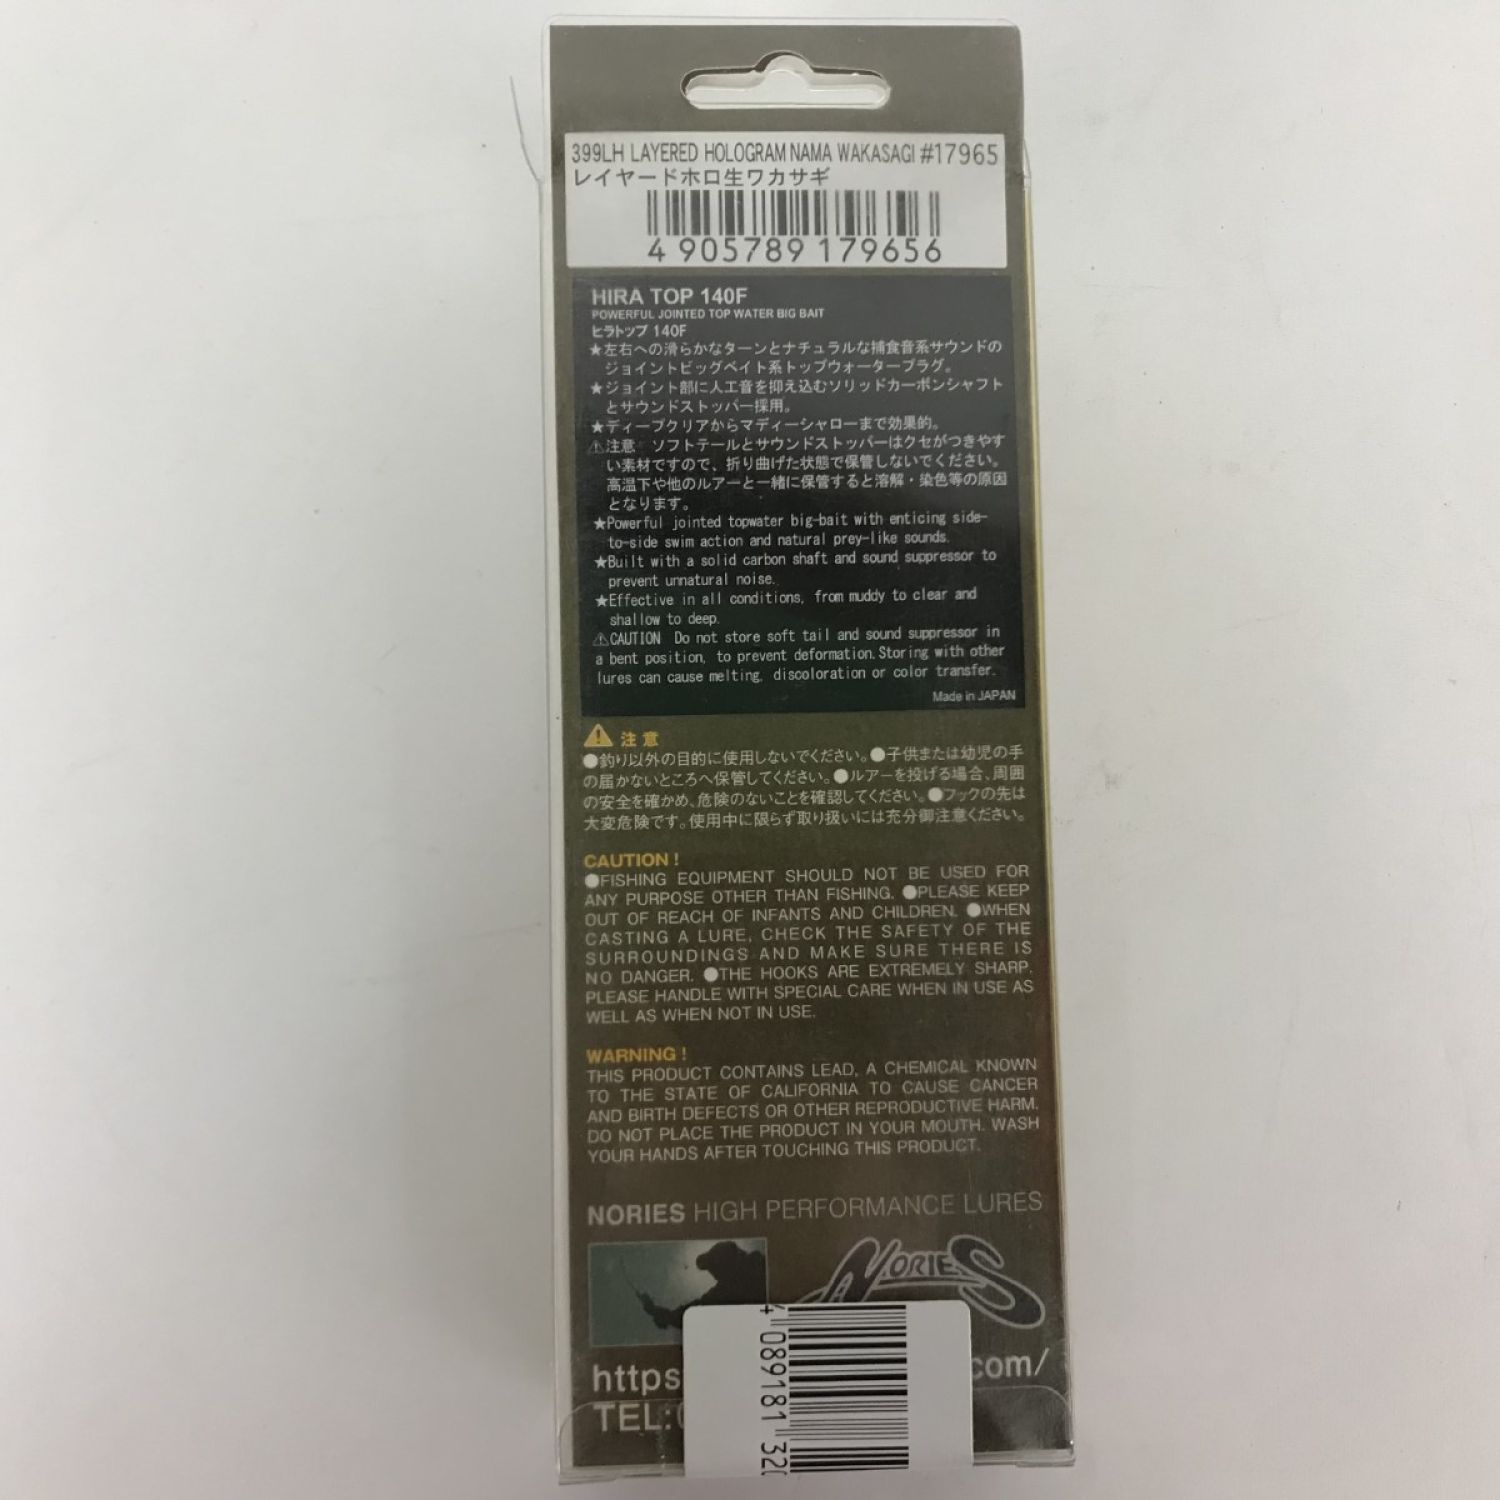 399LH LAYERED HOLOGRAM NAMA WAKASAGI #17965
レイヤードホロ生ワカサギ
4 905789 179656
HIRA TOP 140F
POWERFUL JOINTED TOP WATER BIG BAIT
ヒラトップ 140F
★左右への滑らかなターンとナチュラルな捕食音系サウンドの
ジョイントビッグベイト系トップウォータープラグ。
★ジョイント部に人工音を抑え込むソリッドカーボンシャフト
とサウンドストッパー採用。
★ディープクリアからマディーシャローまで効果的。
⚠注意 ソフトテールとサウンドストッパーはクセがつきやす
い素材ですので、折り曲げた状態で保管しないでください。
高温下や他のルアーと一緒に保管すると溶解・染色等の原因
となります。
★Powerful jointed topwater big-bait with enticing side-
to-side swim action and natural prey-like sounds.
★Built with a solid carbon shaft and sound suppressor to
prevent unnatural noise.
★Effective in all conditions, from muddy to clear and
shallow to deep.
⚠CAUTION Do not store soft tail and sound suppressor in
a bent position, to prevent deformation. Storing with other
lures can cause melting, discoloration or color transfer.
Made in JAPAN
⚠ 注意
●釣り以外の目的に使用しないでください。●子供または幼児の手
の届かないところへ保管してください。●ルアーを投げる場合、周囲
の安全を確かめ、危険のないことを確認してください。●フックの先は
大変危険です。使用中に限らず取り扱いには充分御注意ください。
CAUTION !
●FISHING EQUIPMENT SHOULD NOT BE USED FOR
ANY PURPOSE OTHER THAN FISHING. ●PLEASE KEEP
OUT OF REACH OF INFANTS AND CHILDREN. ●WHEN
CASTING A LURE, CHECK THE SAFETY OF THE
SURROUNDINGS AND MAKE SURE THERE IS
NO DANGER. ●THE HOOKS ARE EXTREMELY SHARP.
PLEASE HANDLE WITH SPECIAL CARE WHEN IN USE AS
WELL AS WHEN NOT IN USE.
WARNING !
THIS PRODUCT CONTAINS LEAD, A CHEMICAL KNOWN
TO THE STATE OF CALIFORNIA TO CAUSE CANCER
AND BIRTH DEFECTS OR OTHER REPRODUCTIVE HARM.
DO NOT PLACE THE PRODUCT IN YOUR MOUTH. WASH
YOUR HANDS AFTER TOUCHING THIS PRODUCT.
NORIES HIGH PERFORMANCE LURES
NORIES
https
.com/
TEL:
4 089181 32